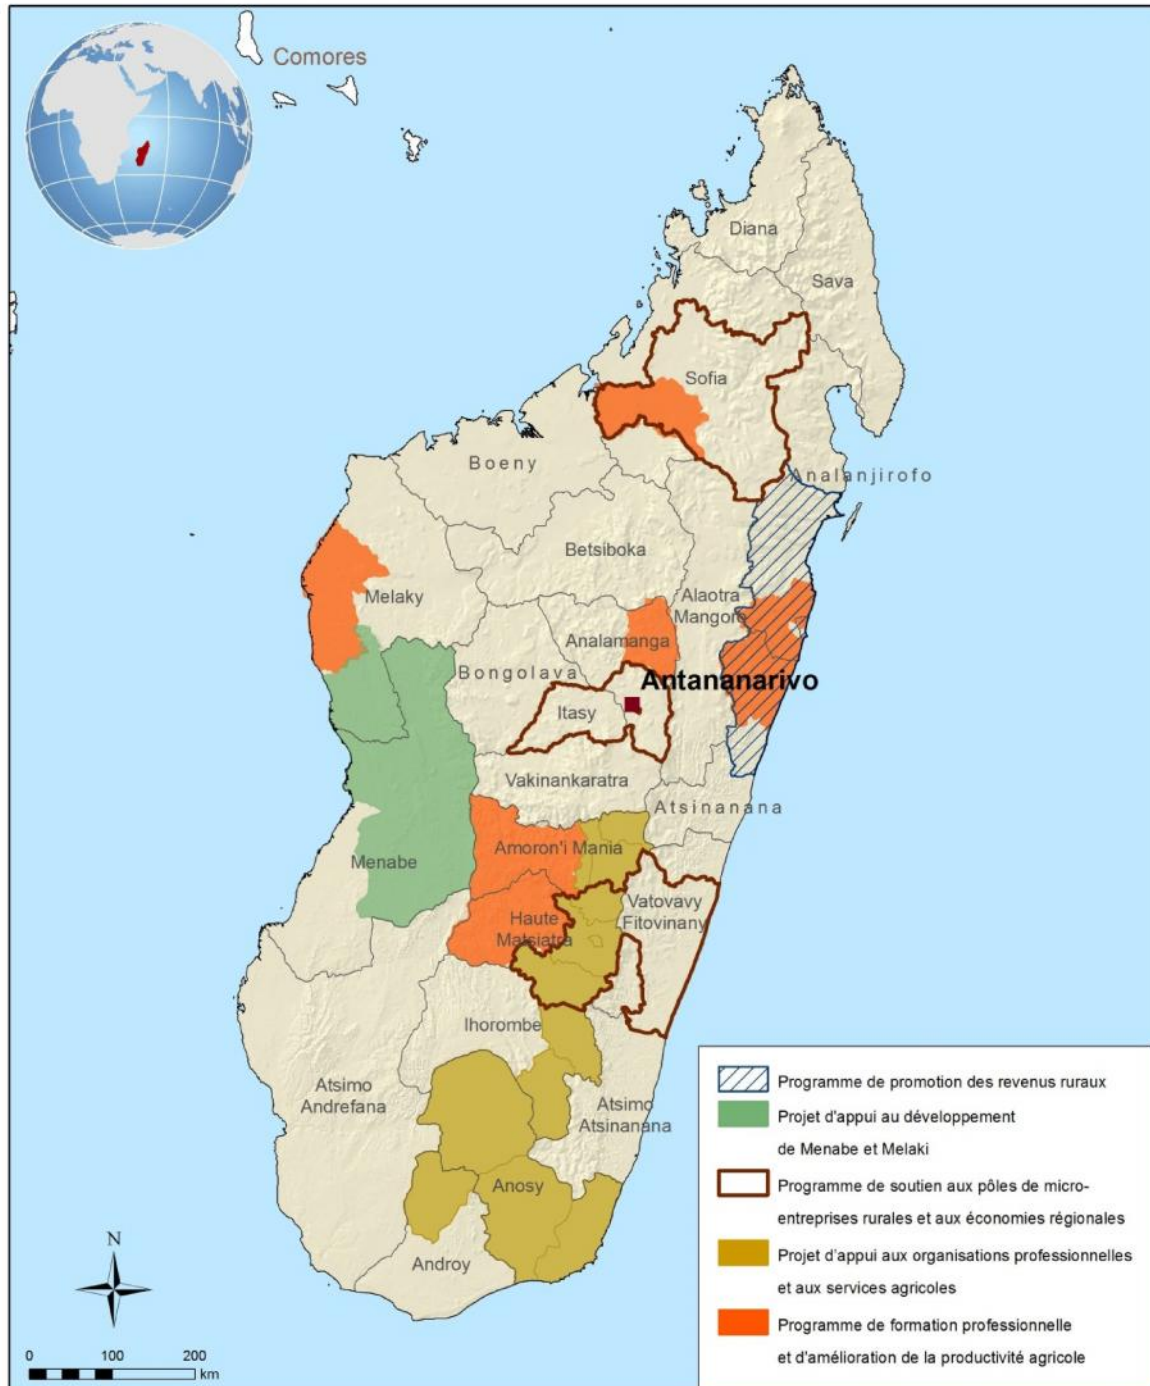 Comores
Diana
Sava
Sofia
Boeny
Analanjirofo
Betsiboka
Melaky
Alaotra
Mangoro
Analamanga
Bongolava
Antananarivo
Itasy
Vakinankaratra
Atsinanana
Amoron'i Mania
Menabe
Vatovavy
Fitovinany
Haute
Matsiatra
Ihorombe
Atsimo
Andrefana
Atsimo
Atsinanana
Anosy
Androy
N
0 100 200
km
Programme de promotion des revenus ruraux
Projet d'appui au développement
de Menabe et Melaki
Programme de soutien aux pôles de micro-
entreprises rurales et aux économies régionales
Projet d'appui aux organisations professionnelles
et aux services agricoles
Programme de formation professionnelle
et d'amélioration de la productivité agricole